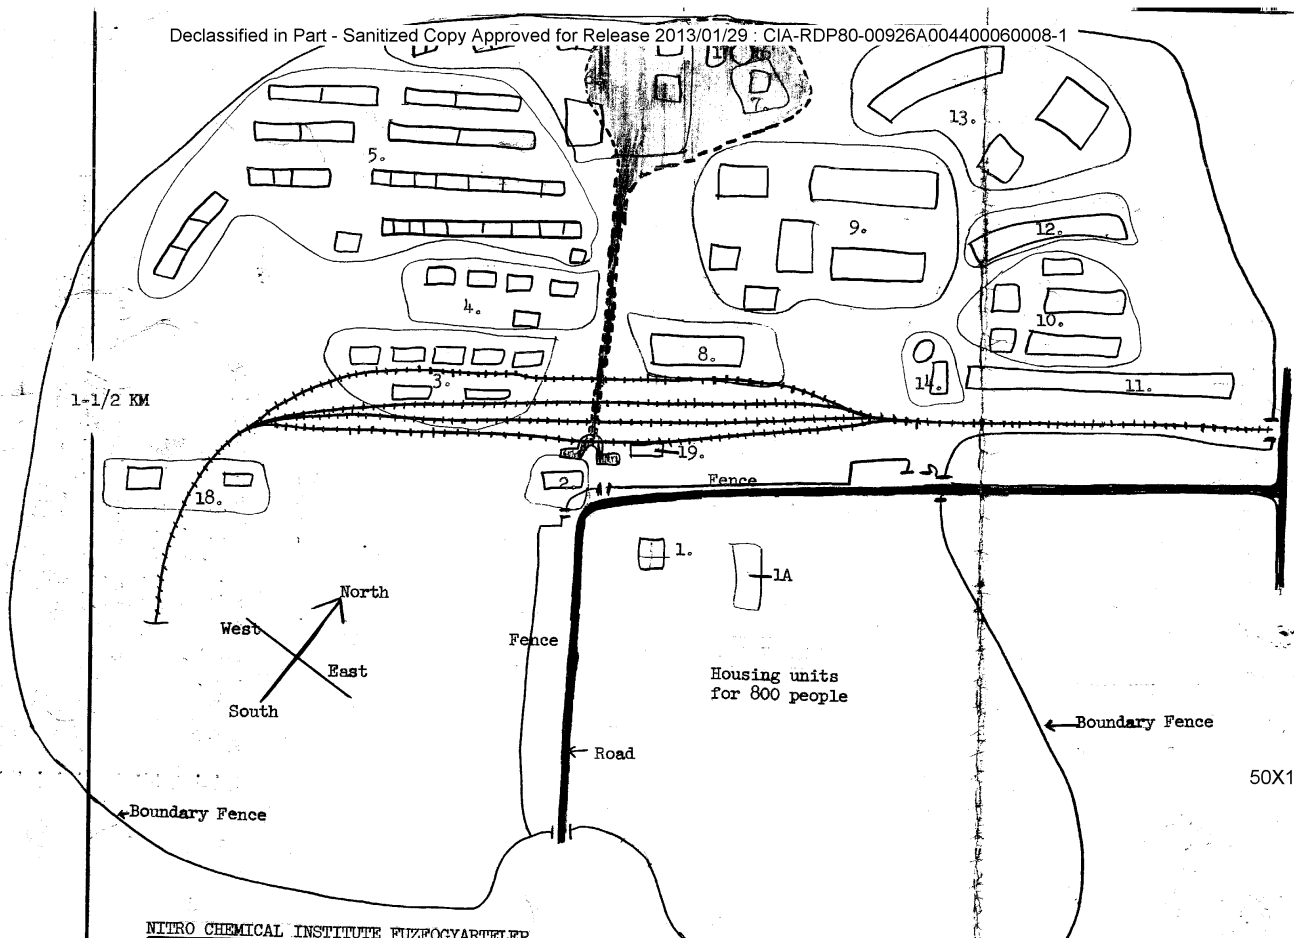 Declassified in Part - Sanitized Copy Approved for Release 2013/01/29 : CIA-RDP80-00926A004400060008-1
7.
13.
5.
9.
12.
4.
10.
8.
3.
14.
11.
1-1/2 KM
19.
2.
Fence
18.
1.
1A
North
West
East
South
Fence
Housing units
for 800 people
Boundary Fence
Road
50X1
Boundary Fence
NITRO CHEMICAL INSTITUTE FUZFOGYARTELEP